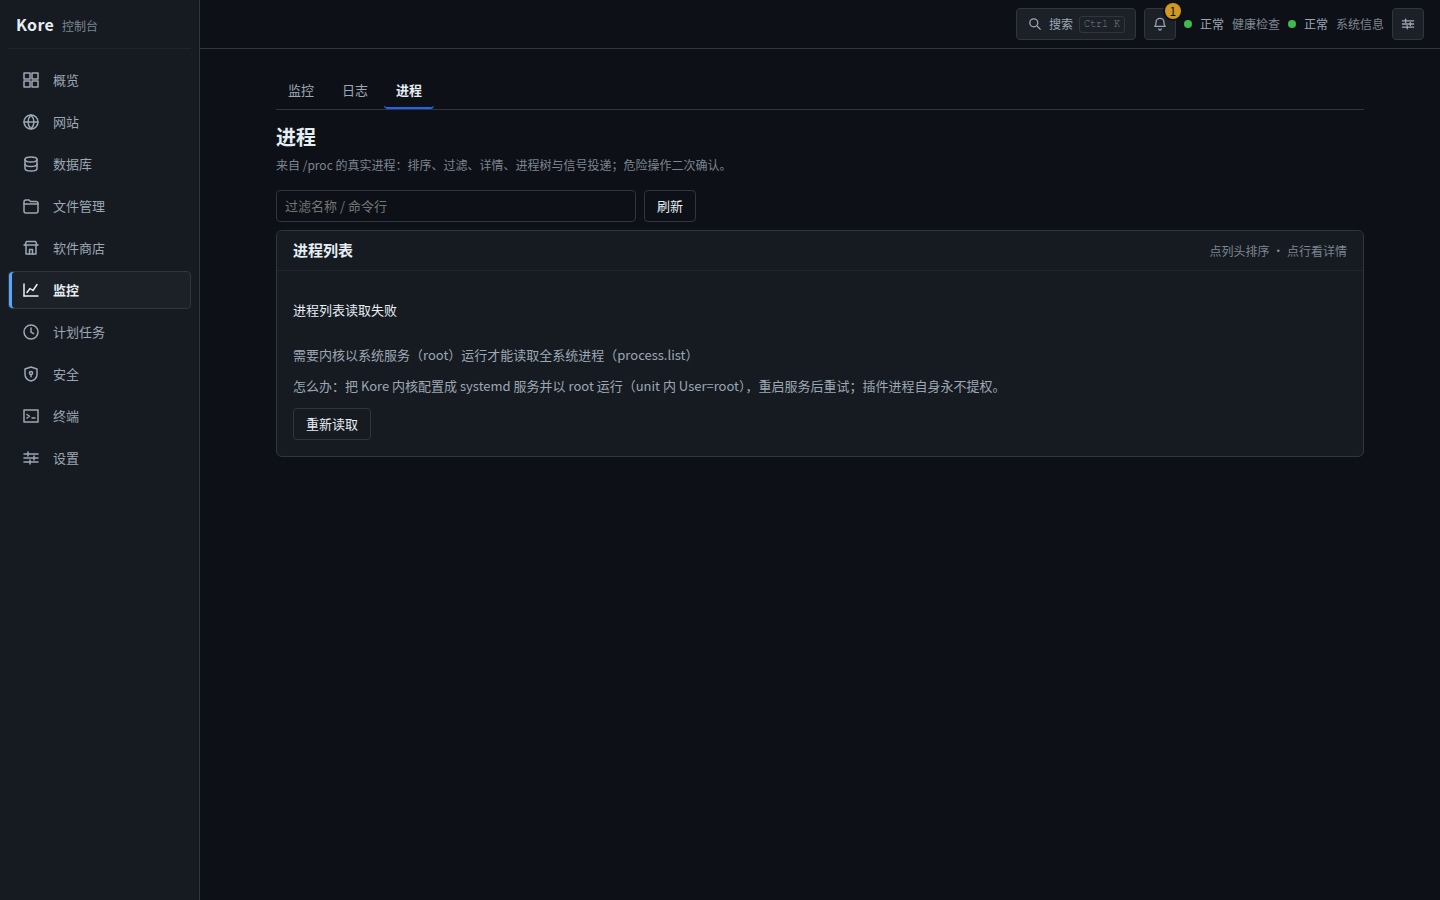 Kore 控制台
搜索 Ctrl K
1
正常 健康检查
正常 系统信息
概览
网站
数据库
文件管理
软件商店
监控
计划任务
安全
终端
设置
监控 日志 进程
进程
来自 /proc 的真实进程：排序、过滤、详情、进程树与信号投递；危险操作二次确认。
过滤名称 / 命令行 刷新
进程列表 点列头排序 · 点行看详情
进程列表读取失败
需要内核以系统服务（root）运行才能读取全系统进程（process.list）
怎么办：把 Kore 内核配置成 systemd 服务并以 root 运行（unit 内 User=root），重启服务后重试；插件进程自身永不提权。
重新读取